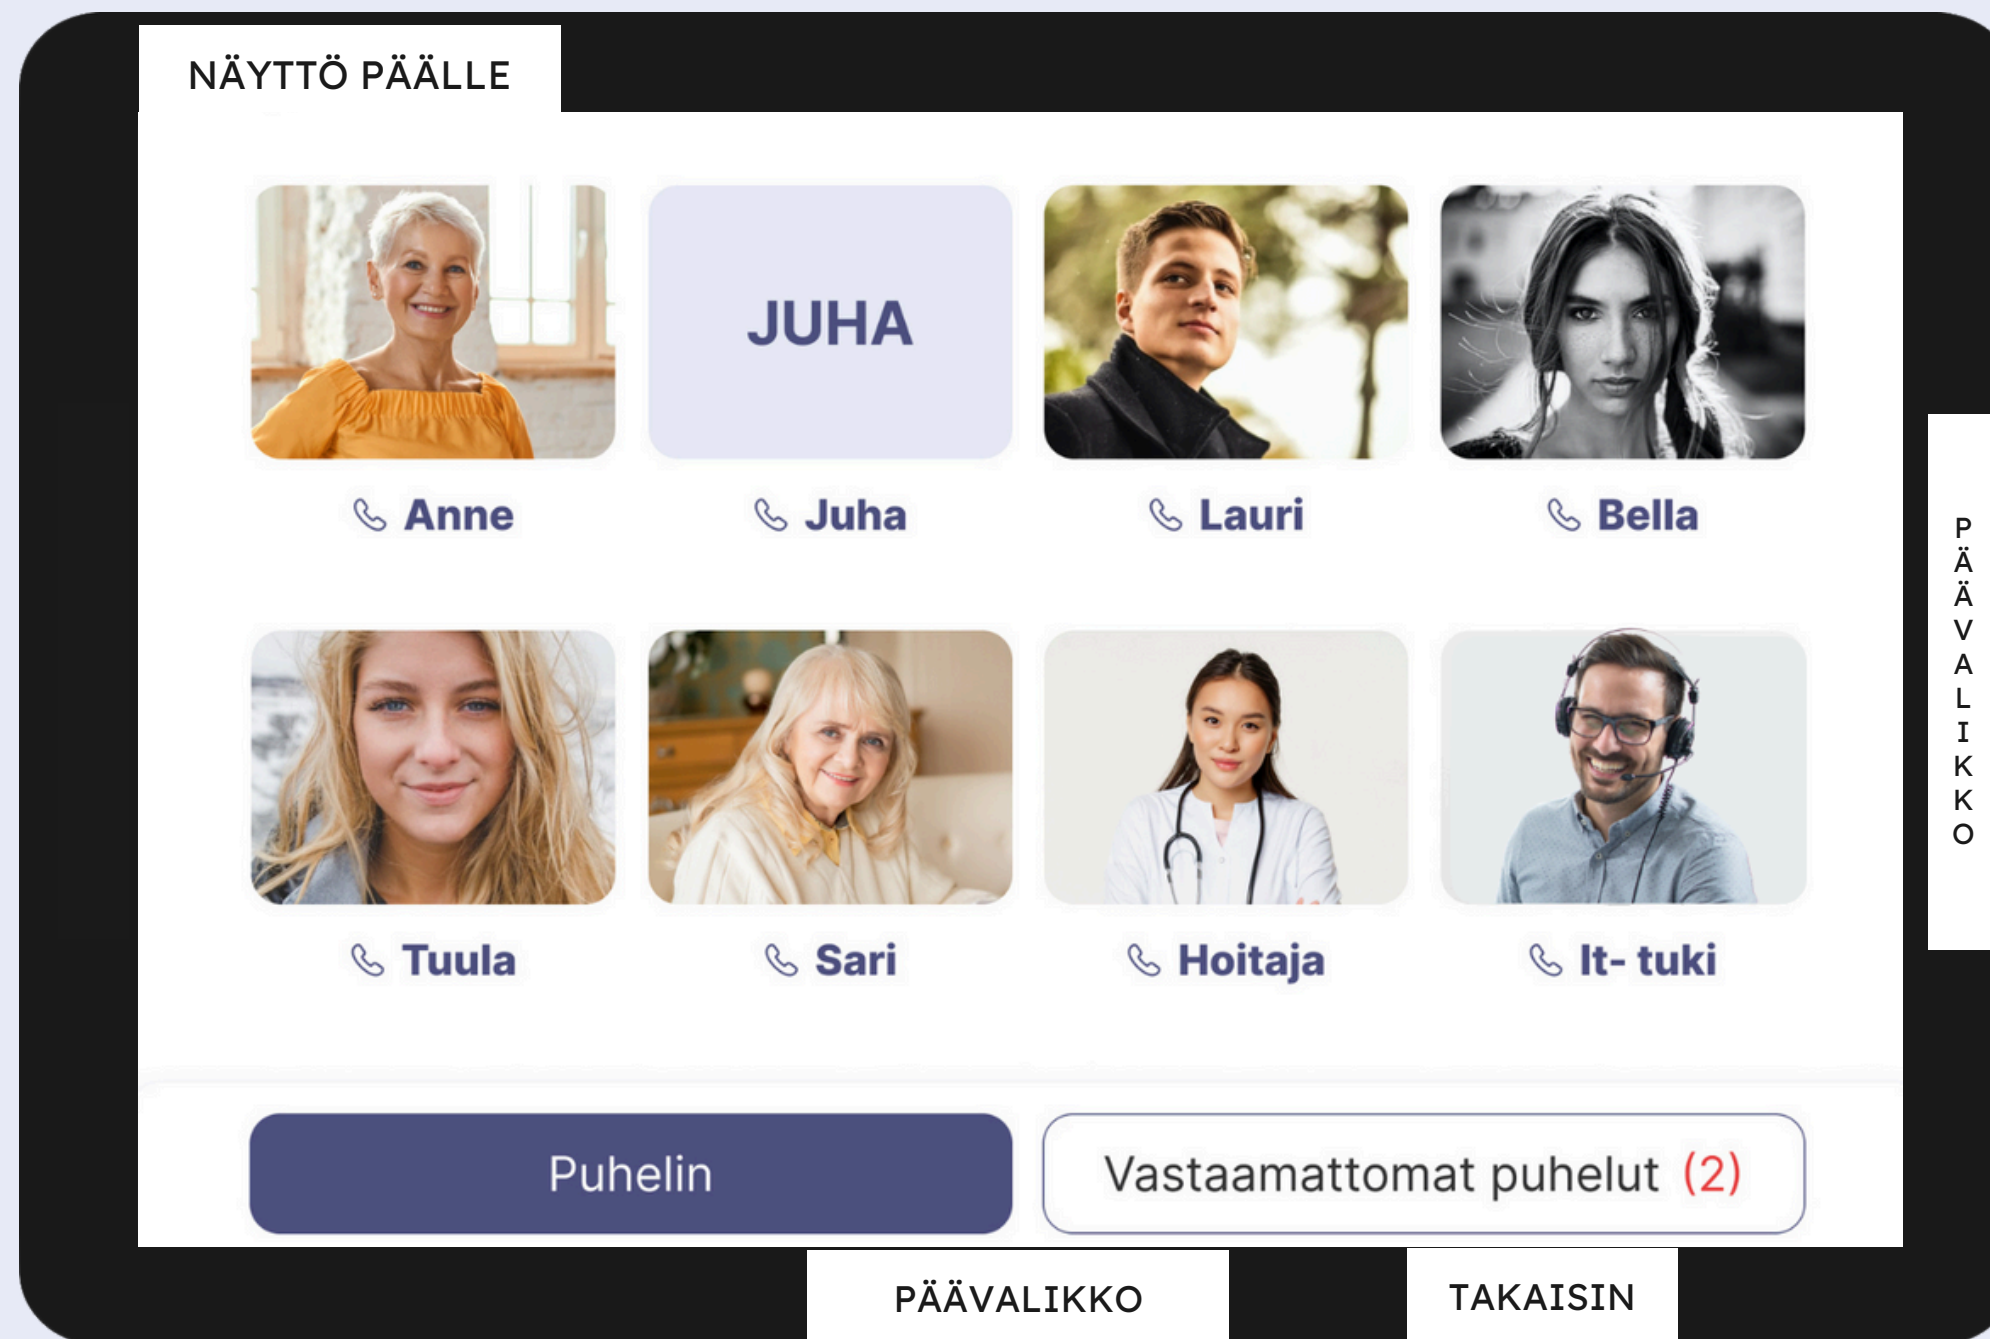 NÄYTTÖ PÄÄLLE
JUHA
Anne
Juha
Lauri
Bella
PÄÄVALIKKO
Tuula
Sari
Hoitaja
It- tuki
Puhelin
Vastaamattomat puhelut (2)
PÄÄVALIKKO
TAKAISIN